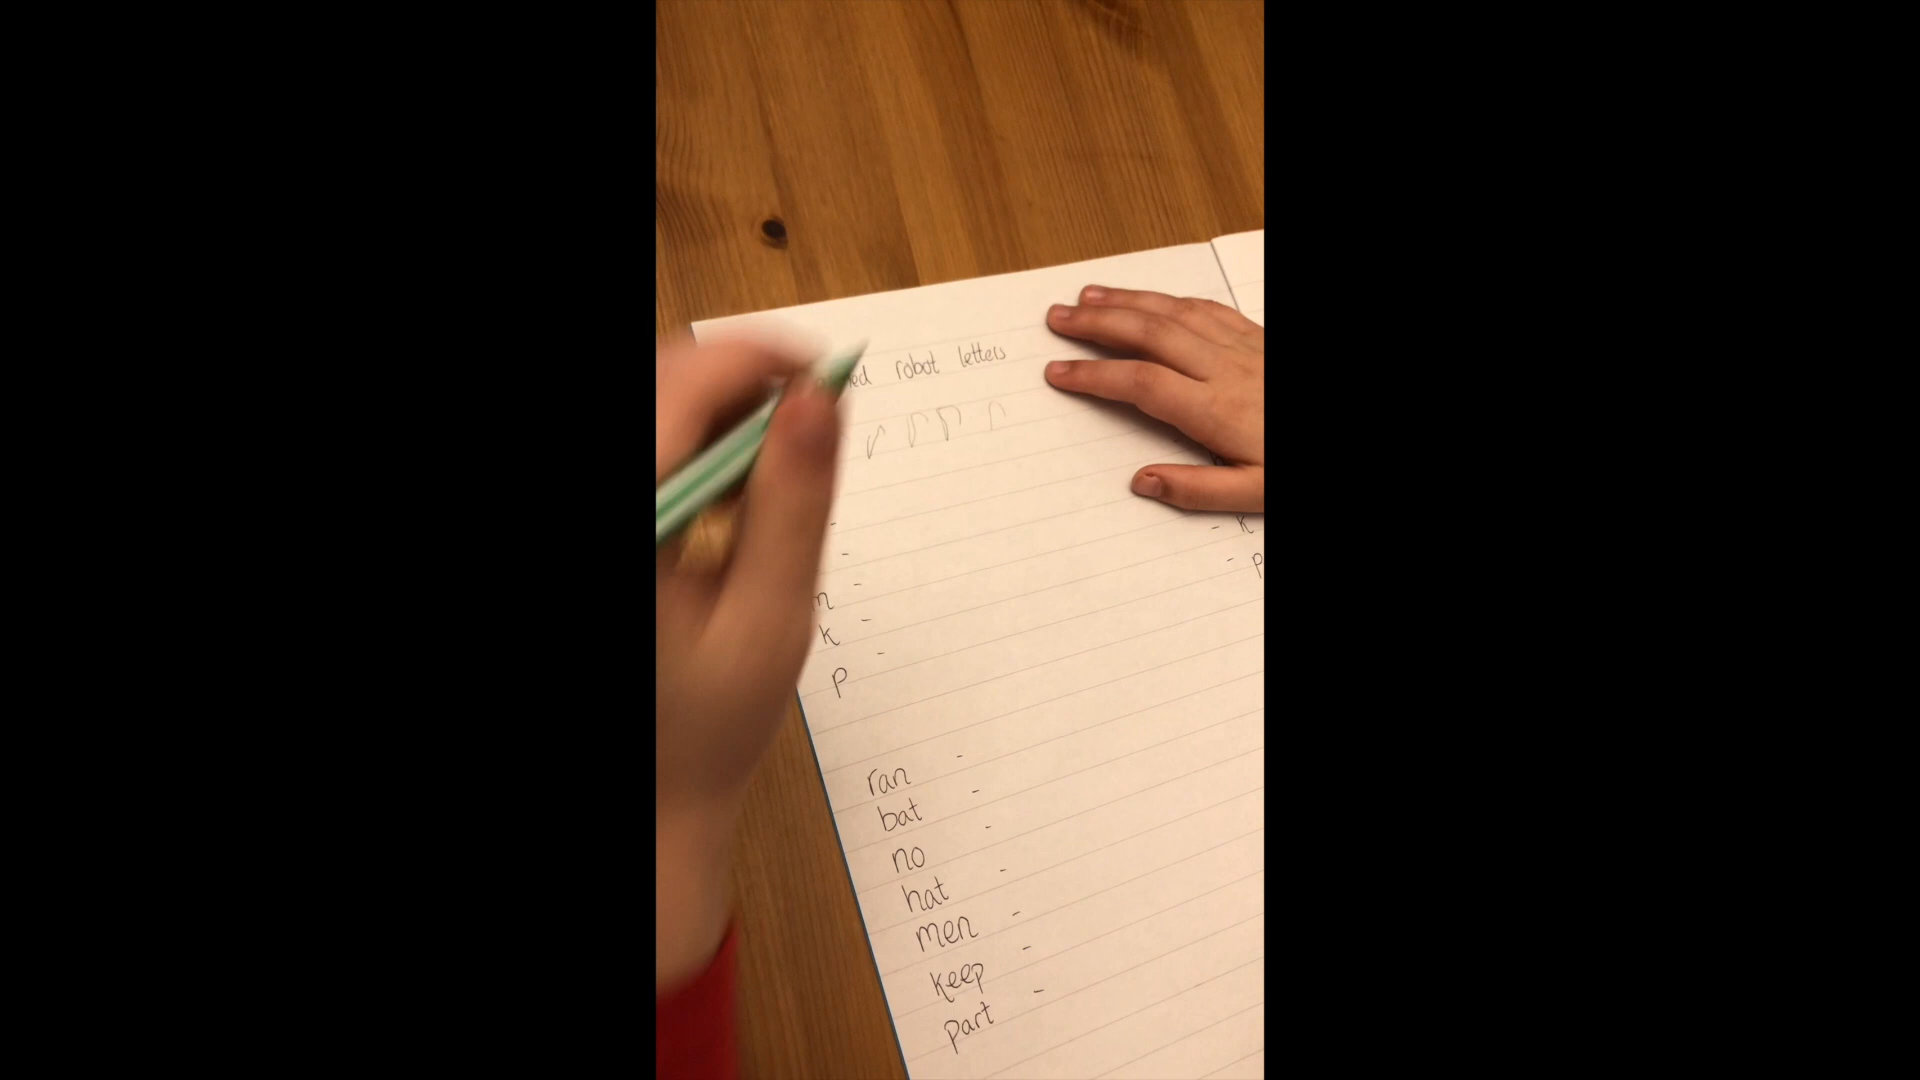 robot letters
r r r r
-
-
n -
k - - k
p - - p
ran -
bat -
no -
hat -
men -
keep -
part -